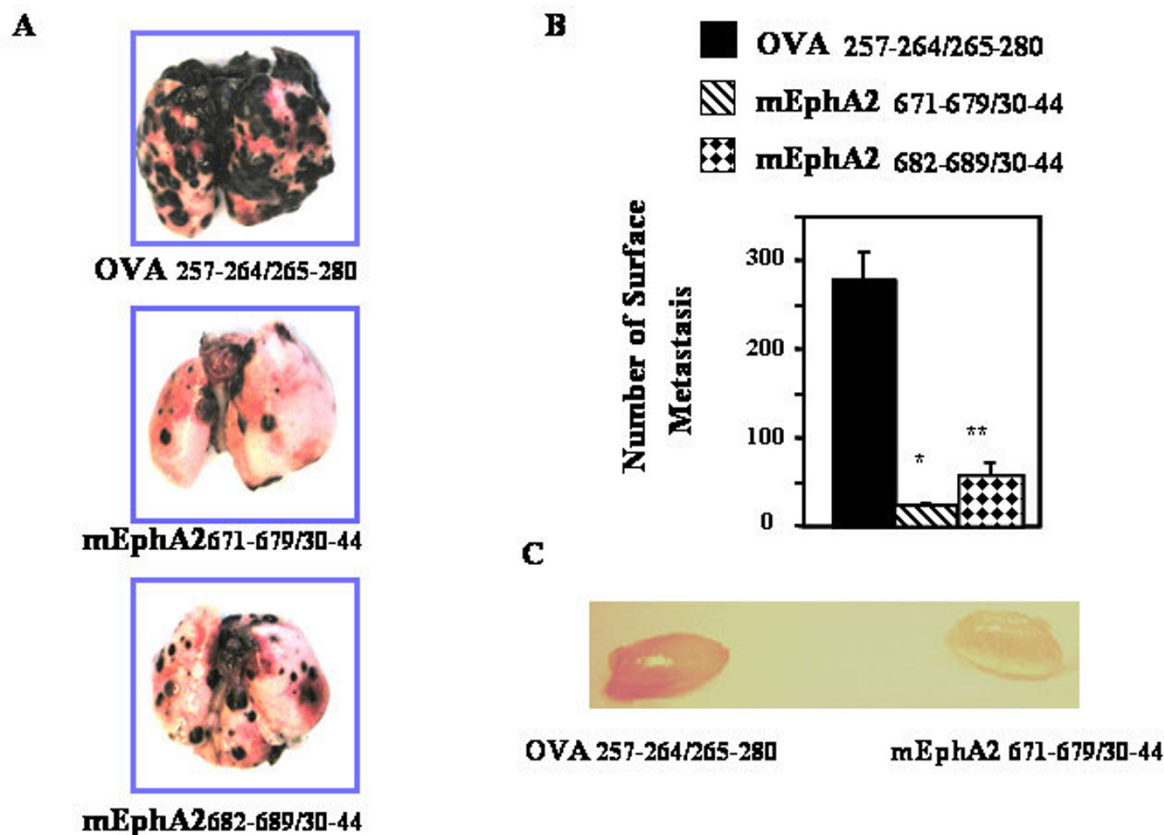 A
OVA 257-264/265-280
mEphA2671-679/30-44
mEphA2682-689/30-44
B
OVA 257-264/265-280
mEphA2 671-679/30-44
mEphA2 682-689/30-44
Number of Surface
Metastasis
300
200
100
0
*
**
C
OVA 257-264/265-280
mEphA2 671-679/30-44